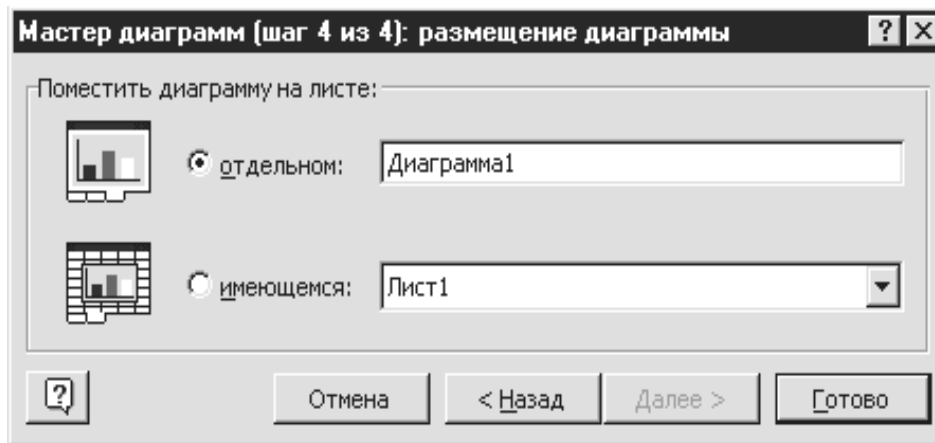 Мастер диаграмм (шаг 4 из 4): размещение диаграммы
Поместить диаграмму на листе:
отдельном: Диаграмма1
имеющемся: Лист1
Отмена < Назад Далее > Готово